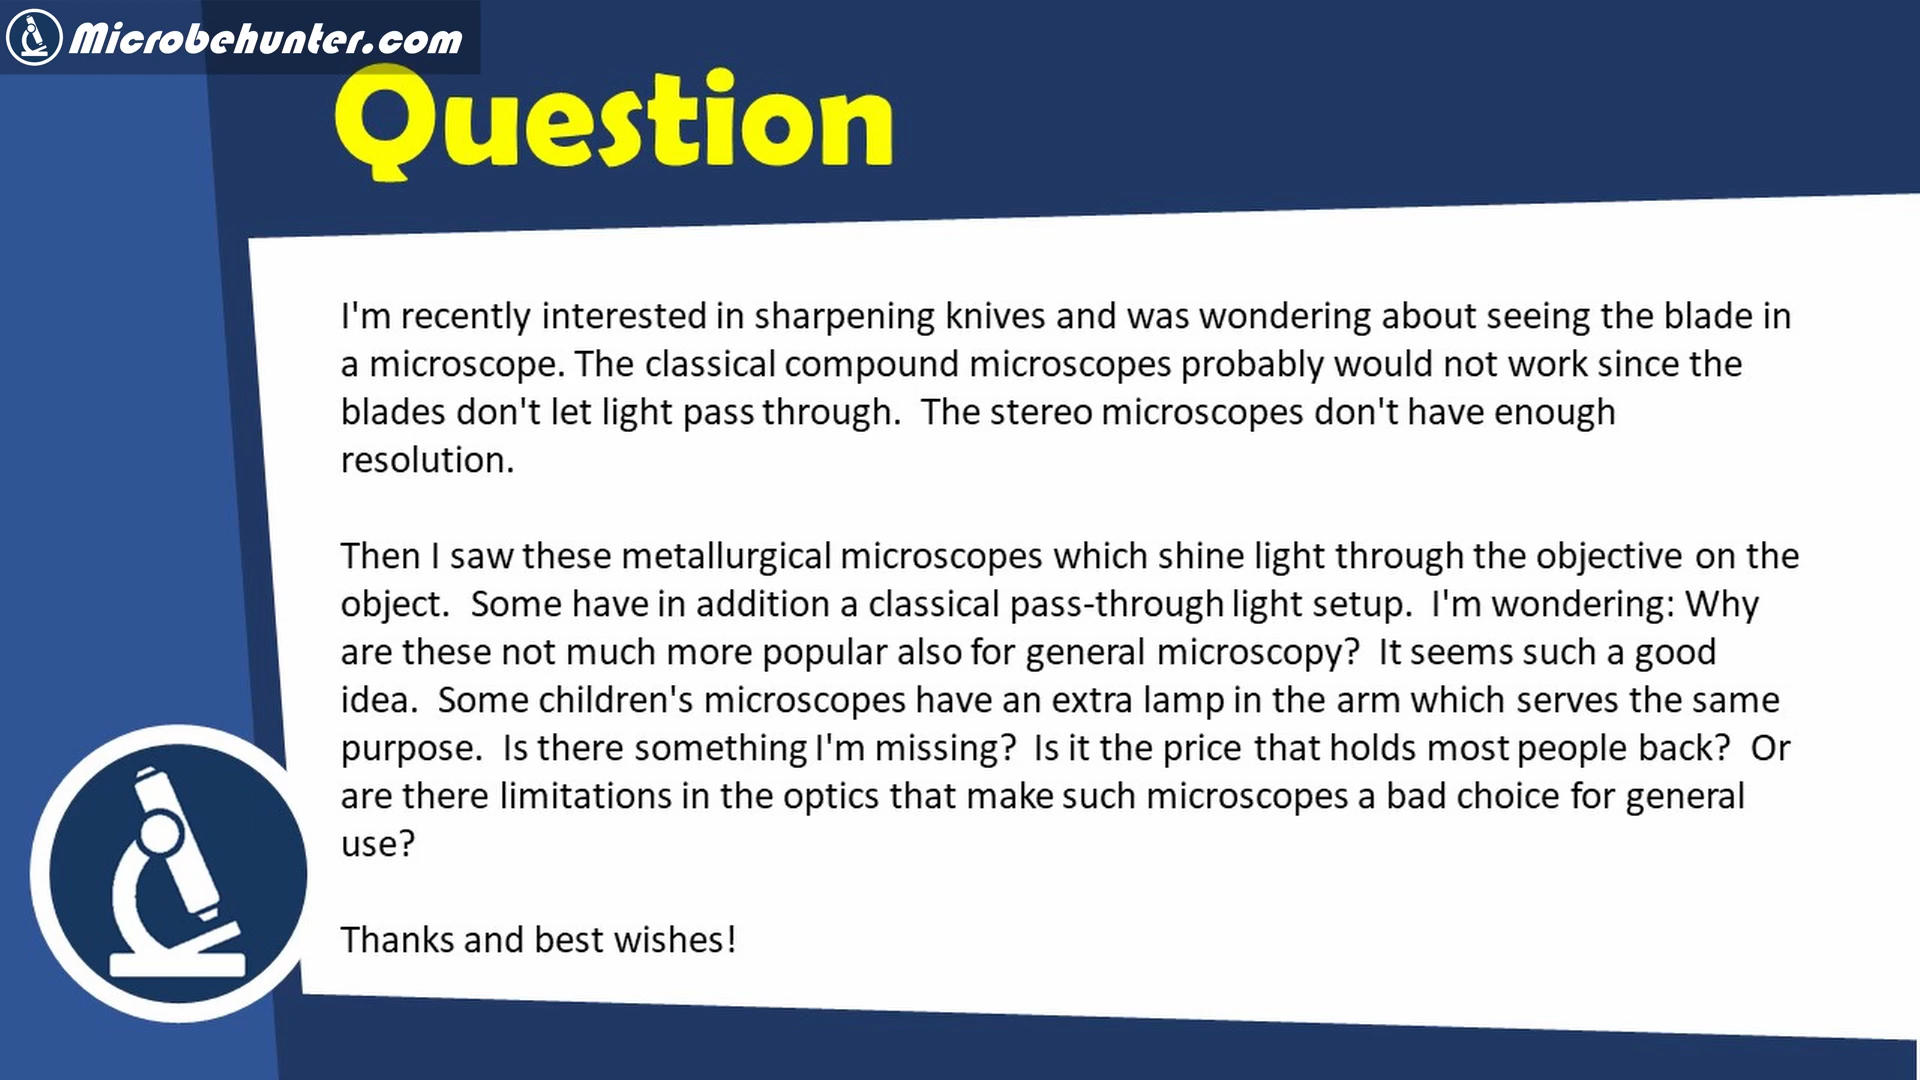 Microbehunter.com
Question
I'm recently interested in sharpening knives and was wondering about seeing the blade in
a microscope. The classical compound microscopes probably would not work since the
blades don't let light pass through.  The stereo microscopes don't have enough
resolution.
Then I saw these metallurgical microscopes which shine light through the objective on the
object.  Some have in addition a classical pass-through light setup.  I'm wondering: Why
are these not much more popular also for general microscopy?  It seems such a good
idea.  Some children's microscopes have an extra lamp in the arm which serves the same
purpose.  Is there something I'm missing?  Is it the price that holds most people back?  Or
are there limitations in the optics that make such microscopes a bad choice for general
use?
Thanks and best wishes!